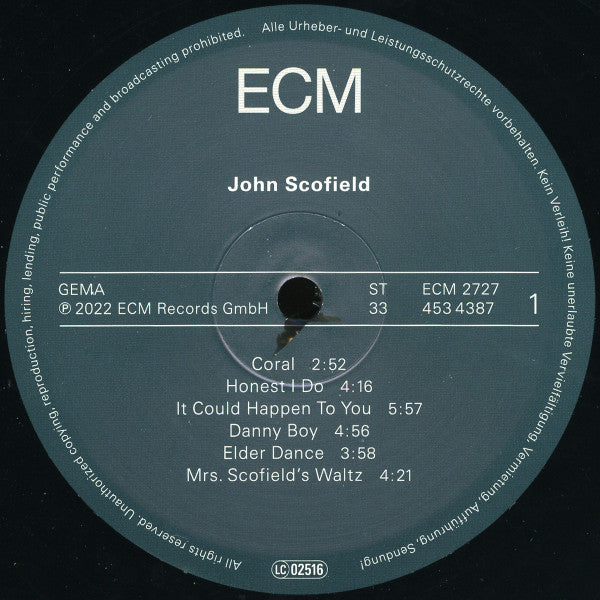 ECM
John Scofield
GEMA ST ECM 2727
℗ 2022 ECM Records GmbH 33 453 4387 1
Coral 2:52
Honest I Do 4:16
It Could Happen To You 5:57
Danny Boy 4:56
Elder Dance 3:58
Mrs. Scofield's Waltz 4:21
LC 02516
Alle Urheber- und Leistungsschutzrechte vorbehalten. Kein Verleih! Keine unerlaubte Vervielfältigung, Vermietung, Aufführung, Sendung!
All rights reserved. Unauthorized copying, reproduction, hiring, lending, public performance and broadcasting prohibited.